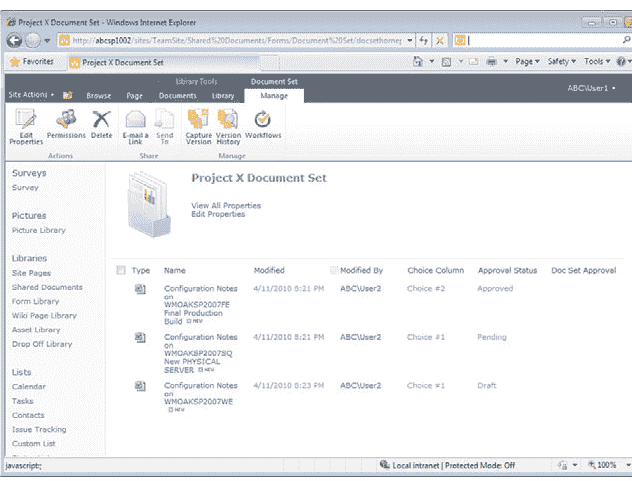 Project X Document Set - Windows Internet Explorer
http://abcsp1002/sites/TeamSite/Shared%20Documents/Forms/Document%20Set/docsethomep
Favorites Project X Document Set Page Safety Tools
Library Tools Document Set
Site Actions Browse Page Documents Library Manage ABC\User1
Edit Properties Permissions Delete E-mail a Link Send To Capture Version Version History Workflows
Actions Share Manage
Surveys
Survey
Pictures
Picture Library
Libraries
Site Pages
Shared Documents
Form Library
Wiki Page Library
Asset Library
Drop Off Library
Lists
Calendar
Tasks
Contacts
Issue Tracking
Custom List
Project X Document Set
View All Properties
Edit Properties
Type Name Modified Modified By Choice Column Approval Status Doc Set Approval
Configuration Notes 4/11/2010 8:21 PM ABC\User2 Choice #2 Approved
on
WMOAKSP2007FE
Final Production
Build NEW
Configuration Notes 4/11/2010 8:21 PM ABC\User2 Choice #1 Pending
on
WMOAKSP2007SQ
New PHYSICAL
SERVER NEW
Configuration Notes 4/11/2010 8:23 PM ABC\User2 Choice #1 Draft
on
WMOAKSP2007WE
NEW
javascript:; Local intranet | Protected Mode: Off 100%